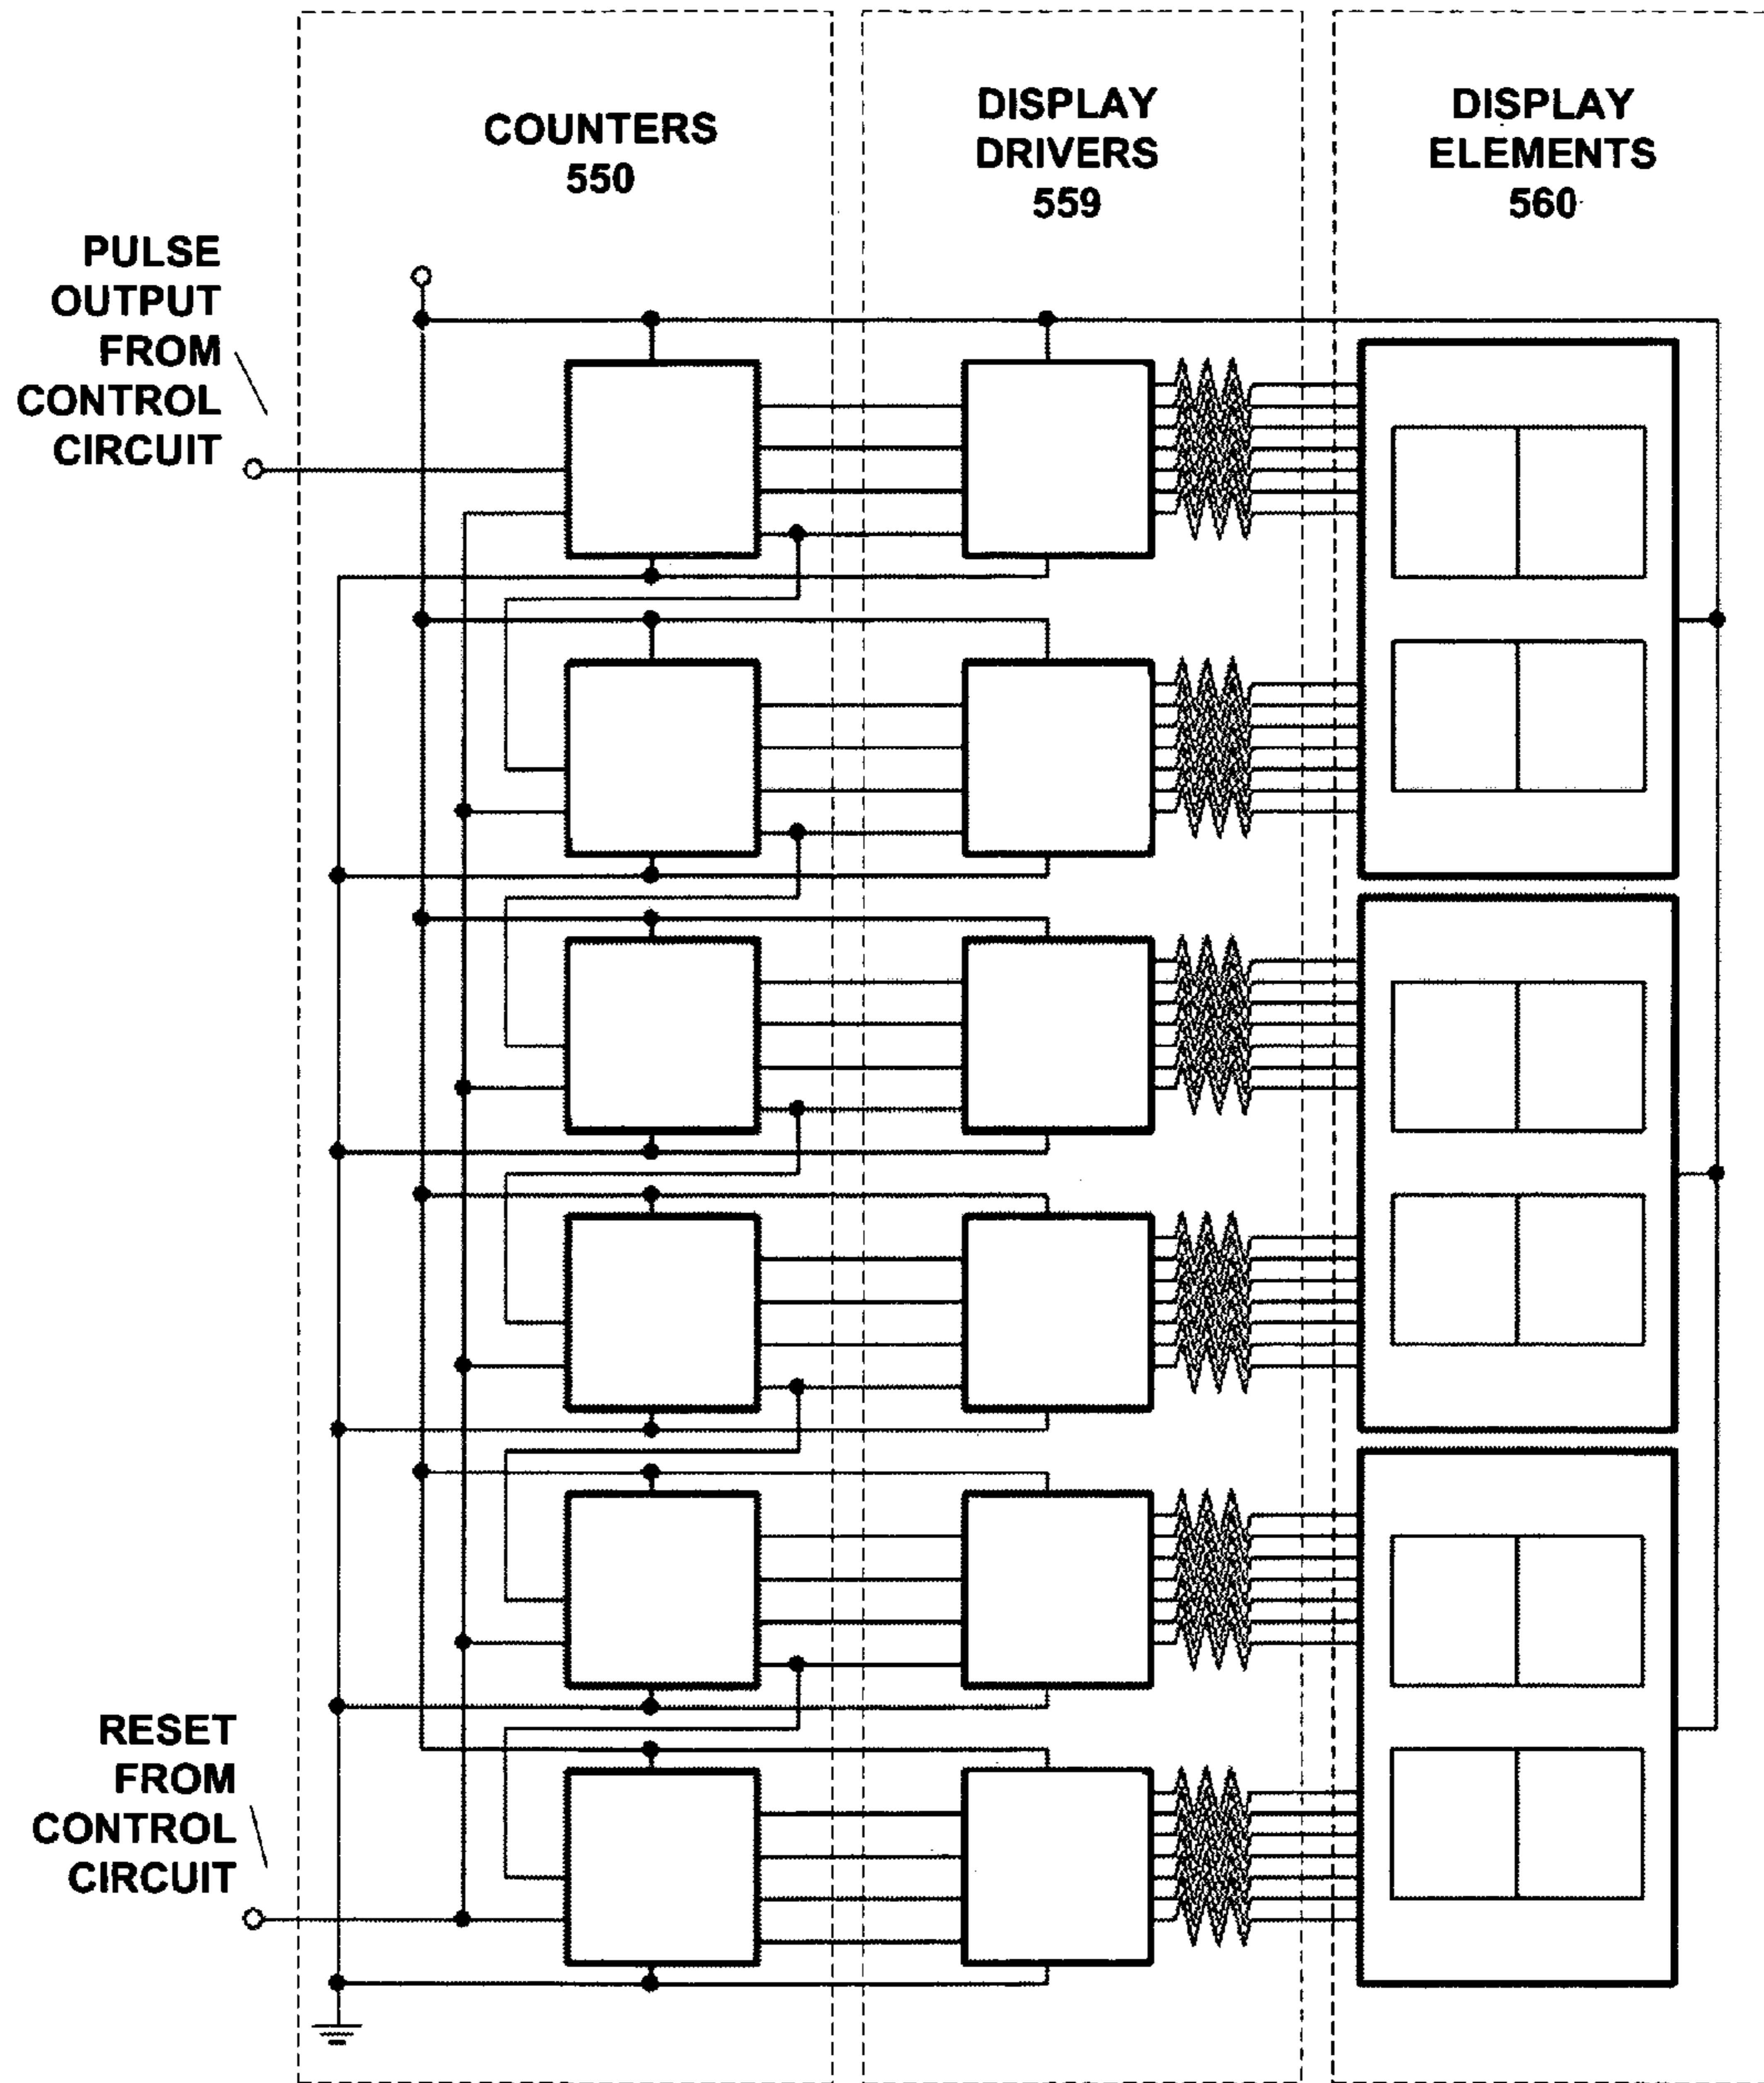 COUNTERS
550
DISPLAY
DRIVERS
559
DISPLAY
ELEMENTS
560
PULSE
OUTPUT
FROM
CONTROL
CIRCUIT
RESET
FROM
CONTROL
CIRCUIT